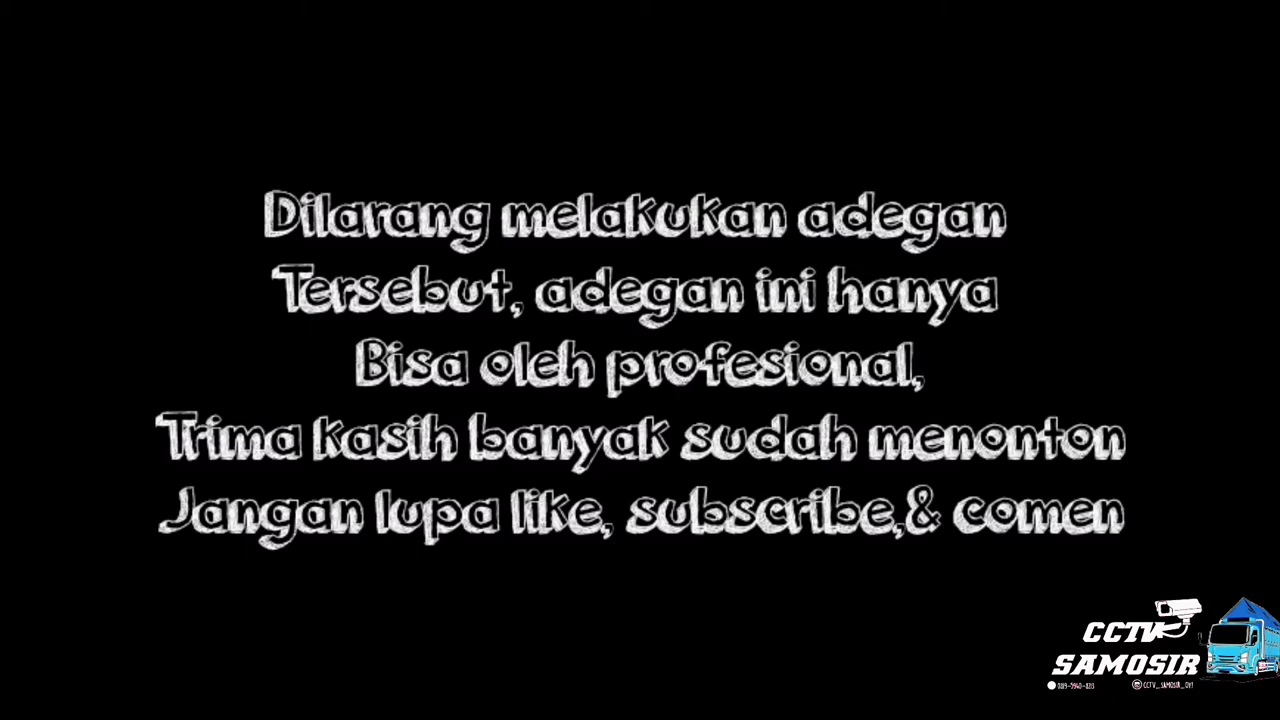 Dilarang melakukan adegan
Tersebut, adegan ini hanya
Bisa oleh profesional,
Trima kasih banyak sudah menonton
Jangan lupa like, subscribe,& comen
CCTV
SAMOSIR